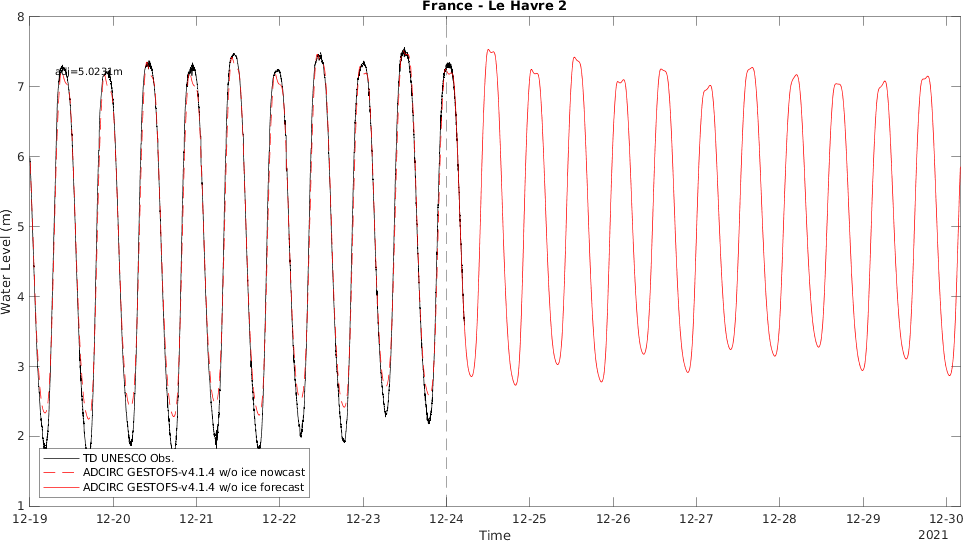 France - Le Havre 2
8
7
6
5
4
3
2
1
Water Level (m)
adj=5.0231m
TD UNESCO Obs.
ADCIRC GESTOFS-v4.1.4 w/o ice nowcast
ADCIRC GESTOFS-v4.1.4 w/o ice forecast
12-19 12-20 12-21 12-22 12-23 12-24 12-25 12-26 12-27 12-28 12-29 12-30
Time
2021